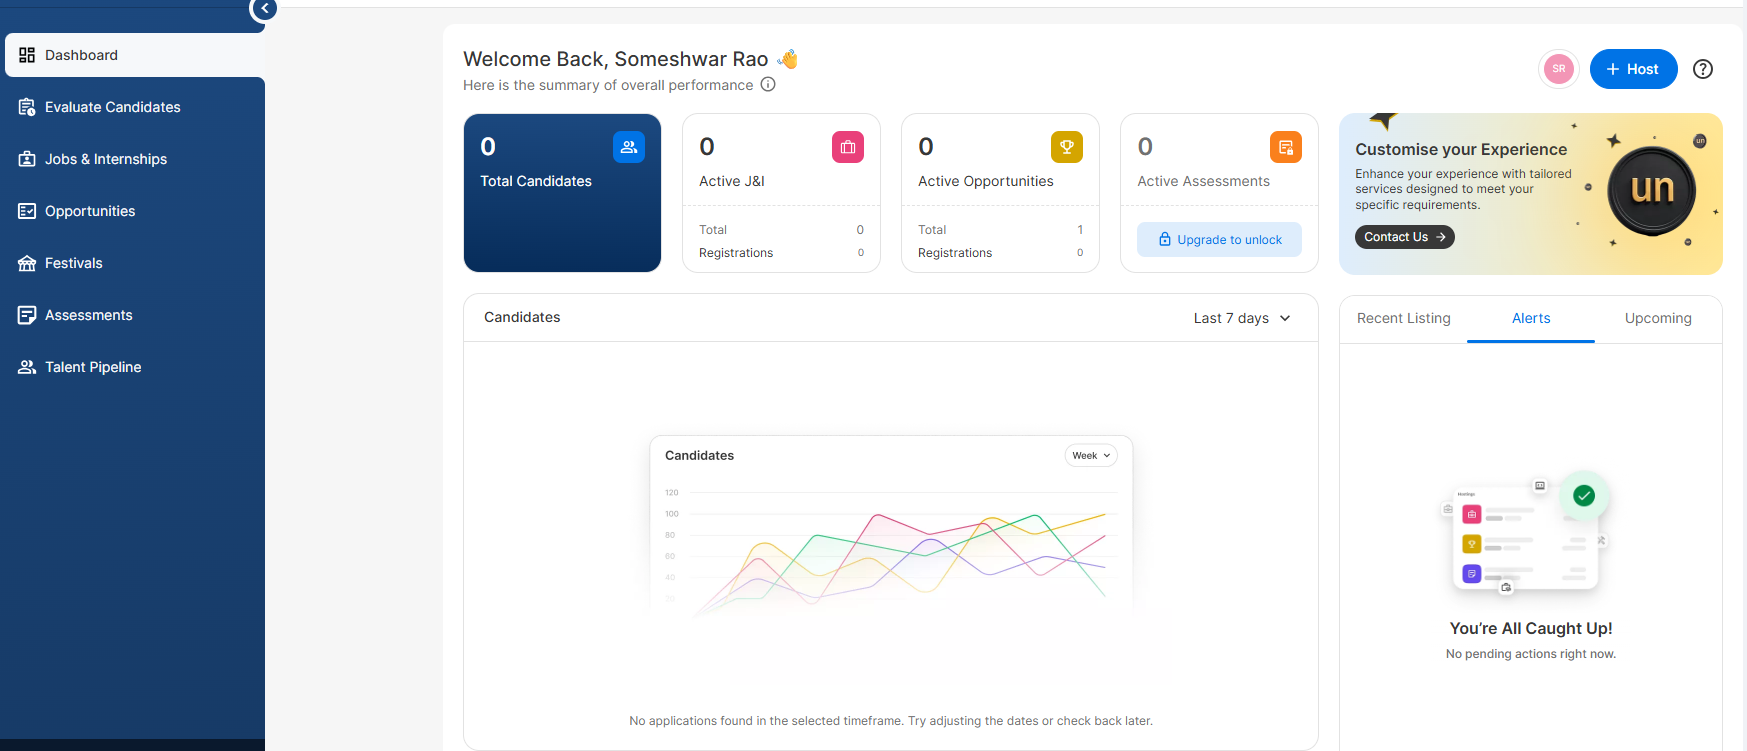 Dashboard
Evaluate Candidates
Jobs & Internships
Opportunities
Festivals
Assessments
Talent Pipeline
Welcome Back, Someshwar Rao
Here is the summary of overall performance
SR
+ Host
0
Total Candidates
0
Active J&I
Total 0
Registrations 0
0
Active Opportunities
Total 1
Registrations 0
0
Active Assessments
Upgrade to unlock
Customise your Experience
Enhance your experience with tailored
services designed to meet your
specific requirements.
Contact Us
un
un
Candidates
Last 7 days
Candidates
Week
120
100
80
60
40
20
No applications found in the selected timeframe. Try adjusting the dates or check back later.
Recent Listing Alerts Upcoming
Hostings
You’re All Caught Up!
No pending actions right now.